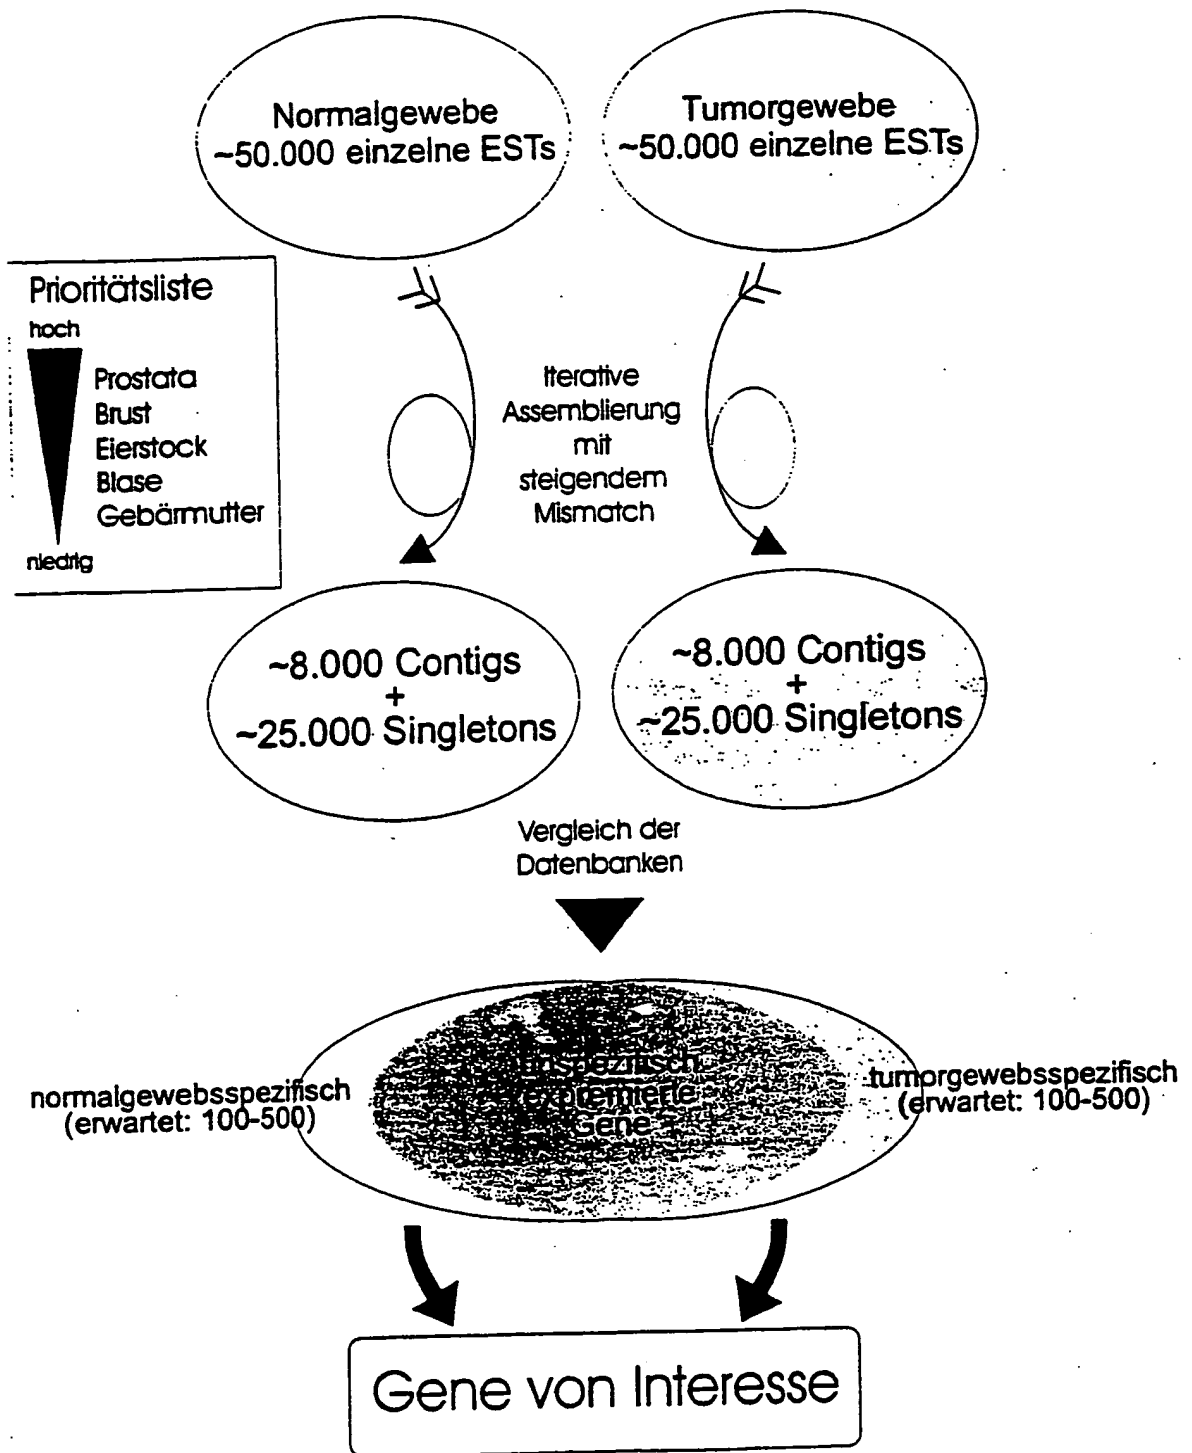 Normalgewebe
~50.000 einzelne ESTs
Tumorgewebe
~50.000 einzelne ESTs
Prioritätsliste
hoch
Prostata
Brust
Eierstock
Blase
Gebärmutter
niedrig
Iterative
Assemblierung
mit
steigendem
Mismatch
~8.000 Contigs
+
~25.000 Singletons
~8.000 Contigs
+
~25.000 Singletons
Vergleich der
Datenbanken
normalgewebsspezifisch
(erwartet: 100-500)
unspezifisch
exprimierte
Gene
tumorgewebsspezifisch
(erwartet: 100-500)
Gene von Interesse